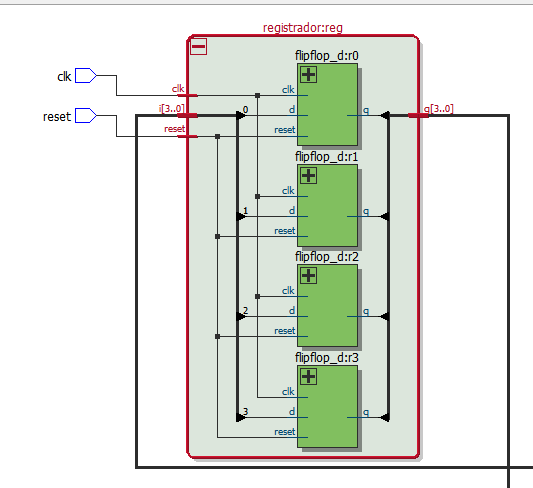 registrador:reg
flipflop_d:r0
clk
clk
clk
i[3..0]
0
d
q
q[3..0]
reset
reset
reset
flipflop_d:r1
clk
1
d
q
reset
flipflop_d:r2
clk
2
d
q
reset
flipflop_d:r3
clk
3
d
q
reset